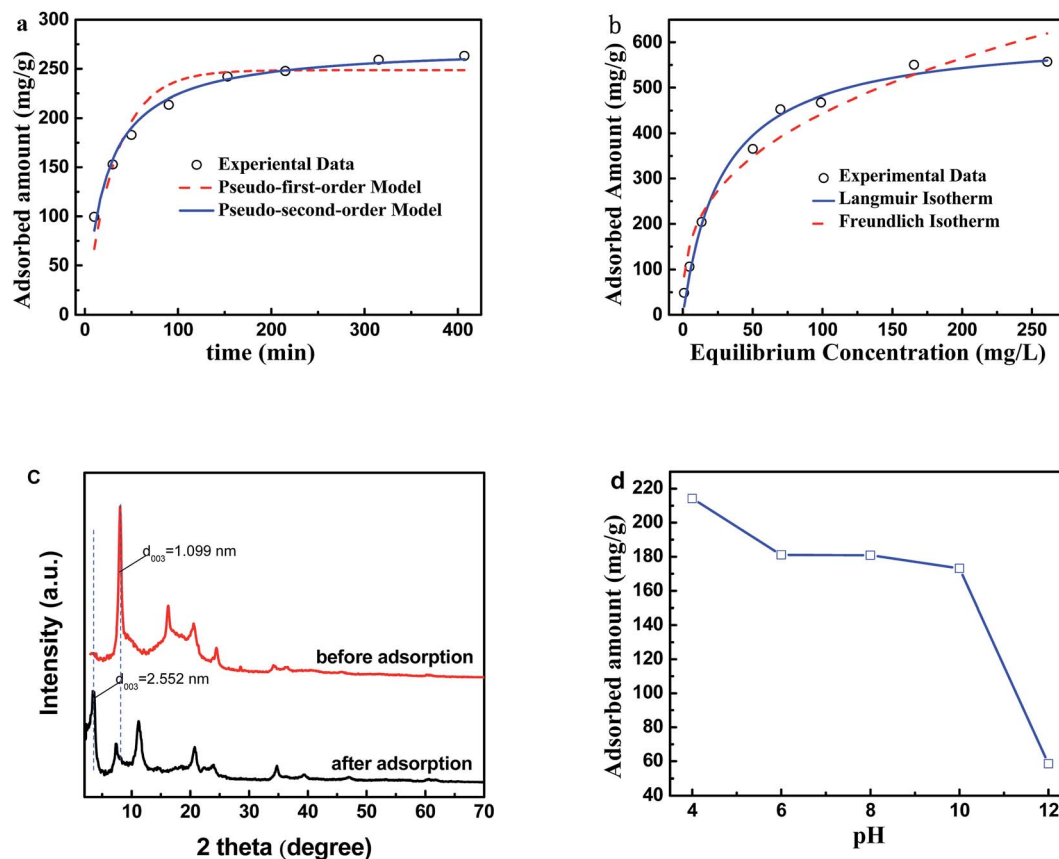 a
Adsorbed amount (mg/g)
300
250
200
150
100
50
0
Experiental Data
Pseudo-first-order Model
Pseudo-second-order Model
0 100 200 300 400
time (min)
b
Adsorbed Amount (mg/g)
600
500
400
300
200
100
0
Experimental Data
Langmuir Isotherm
Freundlich Isotherm
0 50 100 150 200 250
Equilibrium Concentration (mg/L)
c
Intensity (a.u.)
d003=1.099 nm
before adsorption
d003=2.552 nm
after adsorption
10 20 30 40 50 60 70
2 theta (degree)
d
Adsorbed amount (mg/g)
220
200
180
160
140
120
100
80
60
40
4 6 8 10 12
pH